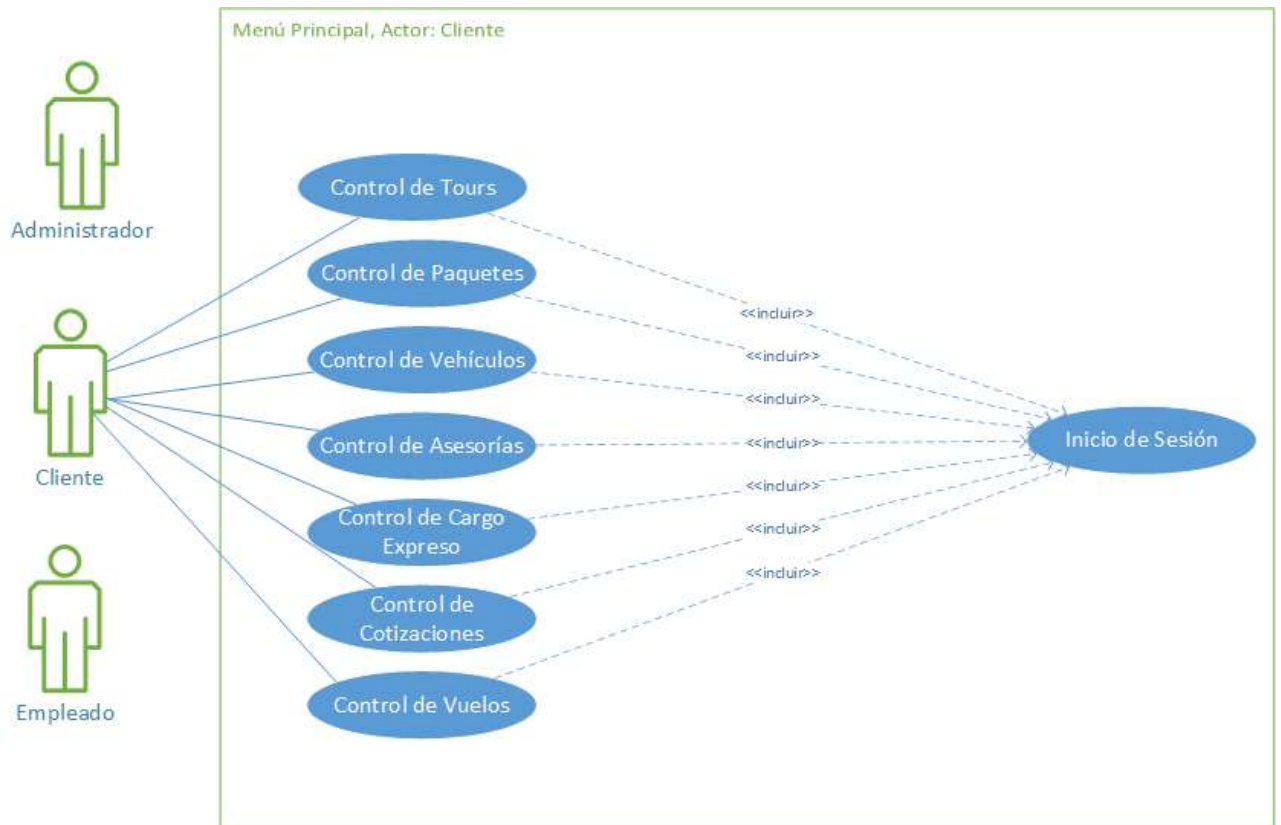 Menú Principal, Actor: Cliente
Administrador
Cliente
Empleado
Control de Tours
Control de Paquetes
Control de Vehículos
Control de Asesorías
Control de Cargo
Expreso
Control de
Cotizaciones
Control de Vuelos
<<incluir>>
<<incluir>>
<<incluir>>
<<incluir>>
<<incluir>>
<<incluir>>
<<incluir>>
Inicio de Sesión